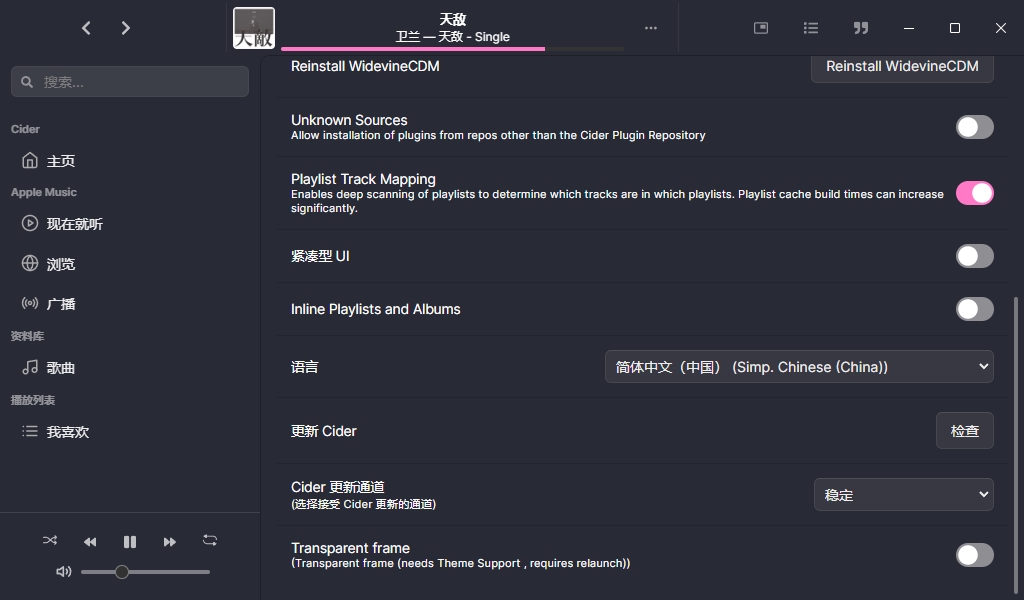 天敌
卫兰 — 天敌 - Single
天敵
搜索...
Cider
主页
Apple Music
现在就听
浏览
广播
资料库
歌曲
播放列表
我喜欢
Reinstall WidevineCDM
Reinstall WidevineCDM
Unknown Sources
Allow installation of plugins from repos other than the Cider Plugin Repository
Playlist Track Mapping
Enables deep scanning of playlists to determine which tracks are in which playlists. Playlist cache build times can increase
significantly.
紧凑型 UI
Inline Playlists and Albums
语言
简体中文（中国） (Simp. Chinese (China))
更新 Cider
检查
Cider 更新通道
(选择接受 Cider 更新的通道)
稳定
Transparent frame
(Transparent frame (needs Theme Support , requires relaunch))